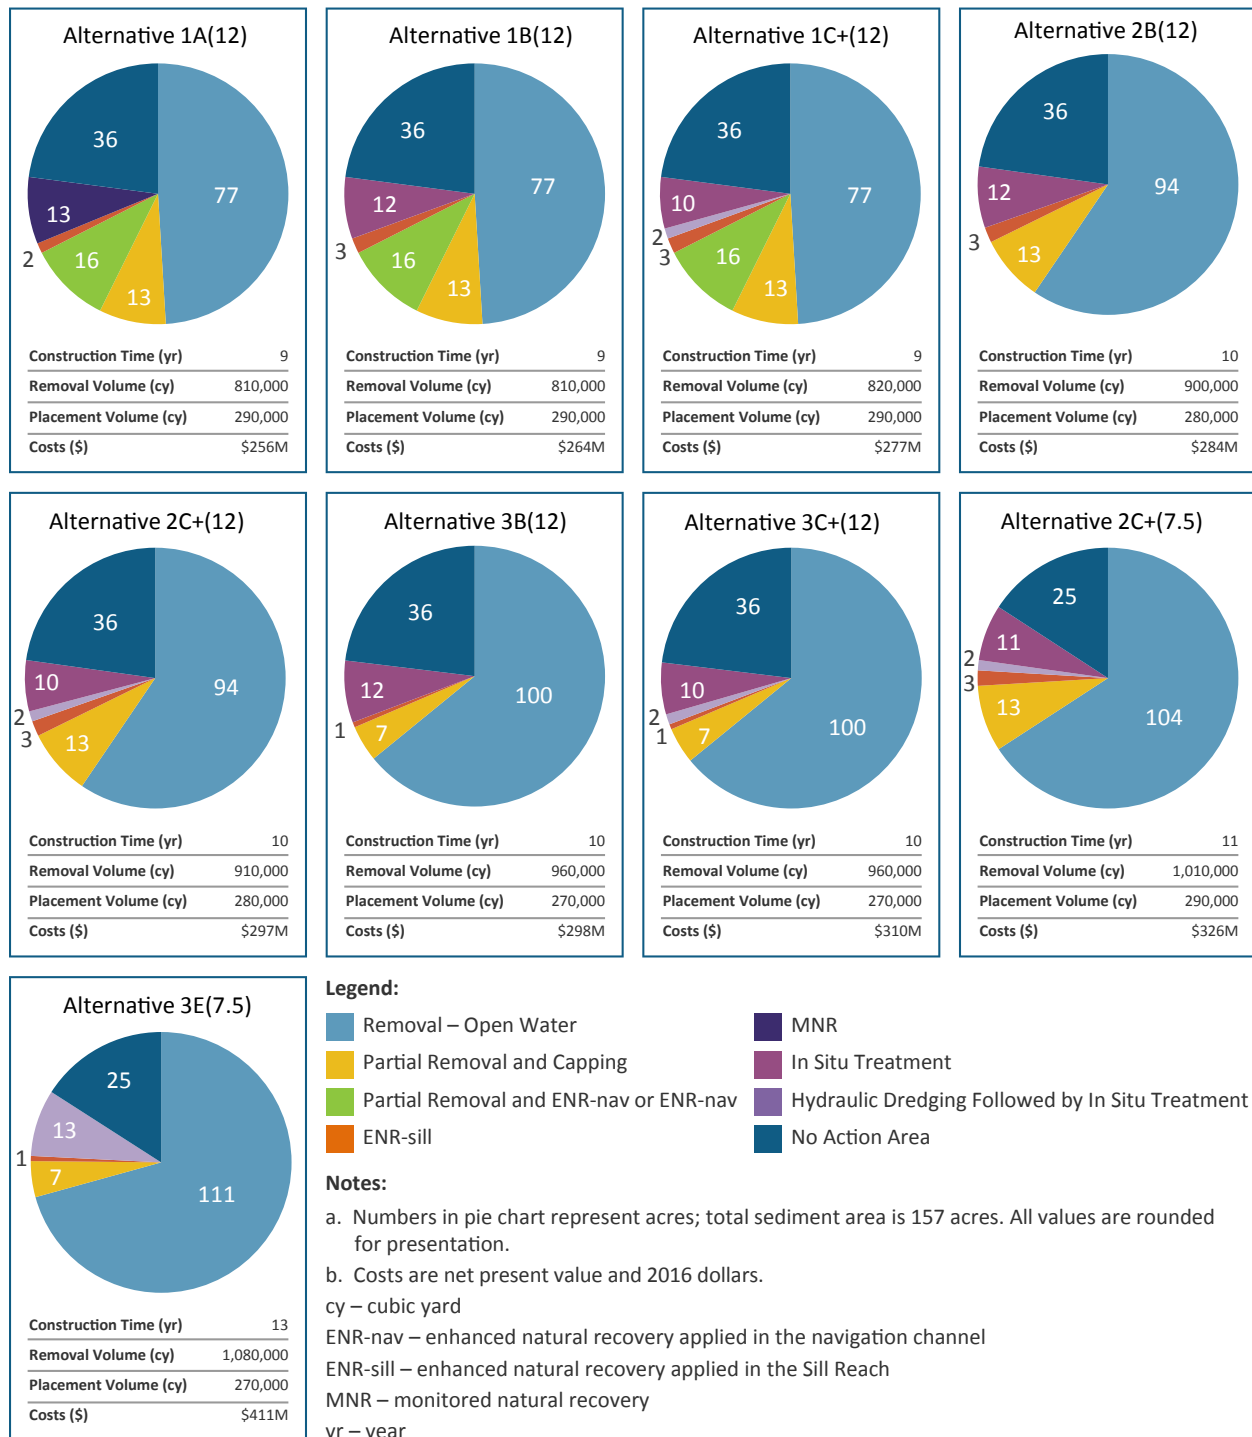 Alternative 1A(12)
36
77
13
2
16
13
Construction Time (yr) 9
Removal Volume (cy) 810,000
Placement Volume (cy) 290,000
Costs ($) $256M
Alternative 1B(12)
36
77
12
3
16
13
Construction Time (yr) 9
Removal Volume (cy) 810,000
Placement Volume (cy) 290,000
Costs ($) $264M
Alternative 1C+(12)
36
77
10
2
3
16
13
Construction Time (yr) 9
Removal Volume (cy) 820,000
Placement Volume (cy) 290,000
Costs ($) $277M
Alternative 2B(12)
36
94
12
3
13
Construction Time (yr) 10
Removal Volume (cy) 900,000
Placement Volume (cy) 280,000
Costs ($) $284M
Alternative 2C+(12)
36
94
10
2
3
13
Construction Time (yr) 10
Removal Volume (cy) 910,000
Placement Volume (cy) 280,000
Costs ($) $297M
Alternative 3B(12)
36
100
12
1
7
Construction Time (yr) 10
Removal Volume (cy) 960,000
Placement Volume (cy) 270,000
Costs ($) $298M
Alternative 3C+(12)
36
100
10
2
1
7
Construction Time (yr) 10
Removal Volume (cy) 960,000
Placement Volume (cy) 270,000
Costs ($) $310M
Alternative 2C+(7.5)
25
11
2
3
13
104
Construction Time (yr) 11
Removal Volume (cy) 1,010,000
Placement Volume (cy) 290,000
Costs ($) $326M
Alternative 3E(7.5)
25
13
1
7
111
Construction Time (yr) 13
Removal Volume (cy) 1,080,000
Placement Volume (cy) 270,000
Costs ($) $411M
Legend:
Removal – Open Water
Partial Removal and Capping
Partial Removal and ENR-nav or ENR-nav
ENR-sill
MNR
In Situ Treatment
Hydraulic Dredging Followed by In Situ Treatment
No Action Area
Notes:
a. Numbers in pie chart represent acres; total sediment area is 157 acres. All values are rounded
for presentation.
b. Costs are net present value and 2016 dollars.
cy – cubic yard
ENR-nav – enhanced natural recovery applied in the navigation channel
ENR-sill – enhanced natural recovery applied in the Sill Reach
MNR – monitored natural recovery
yr – year